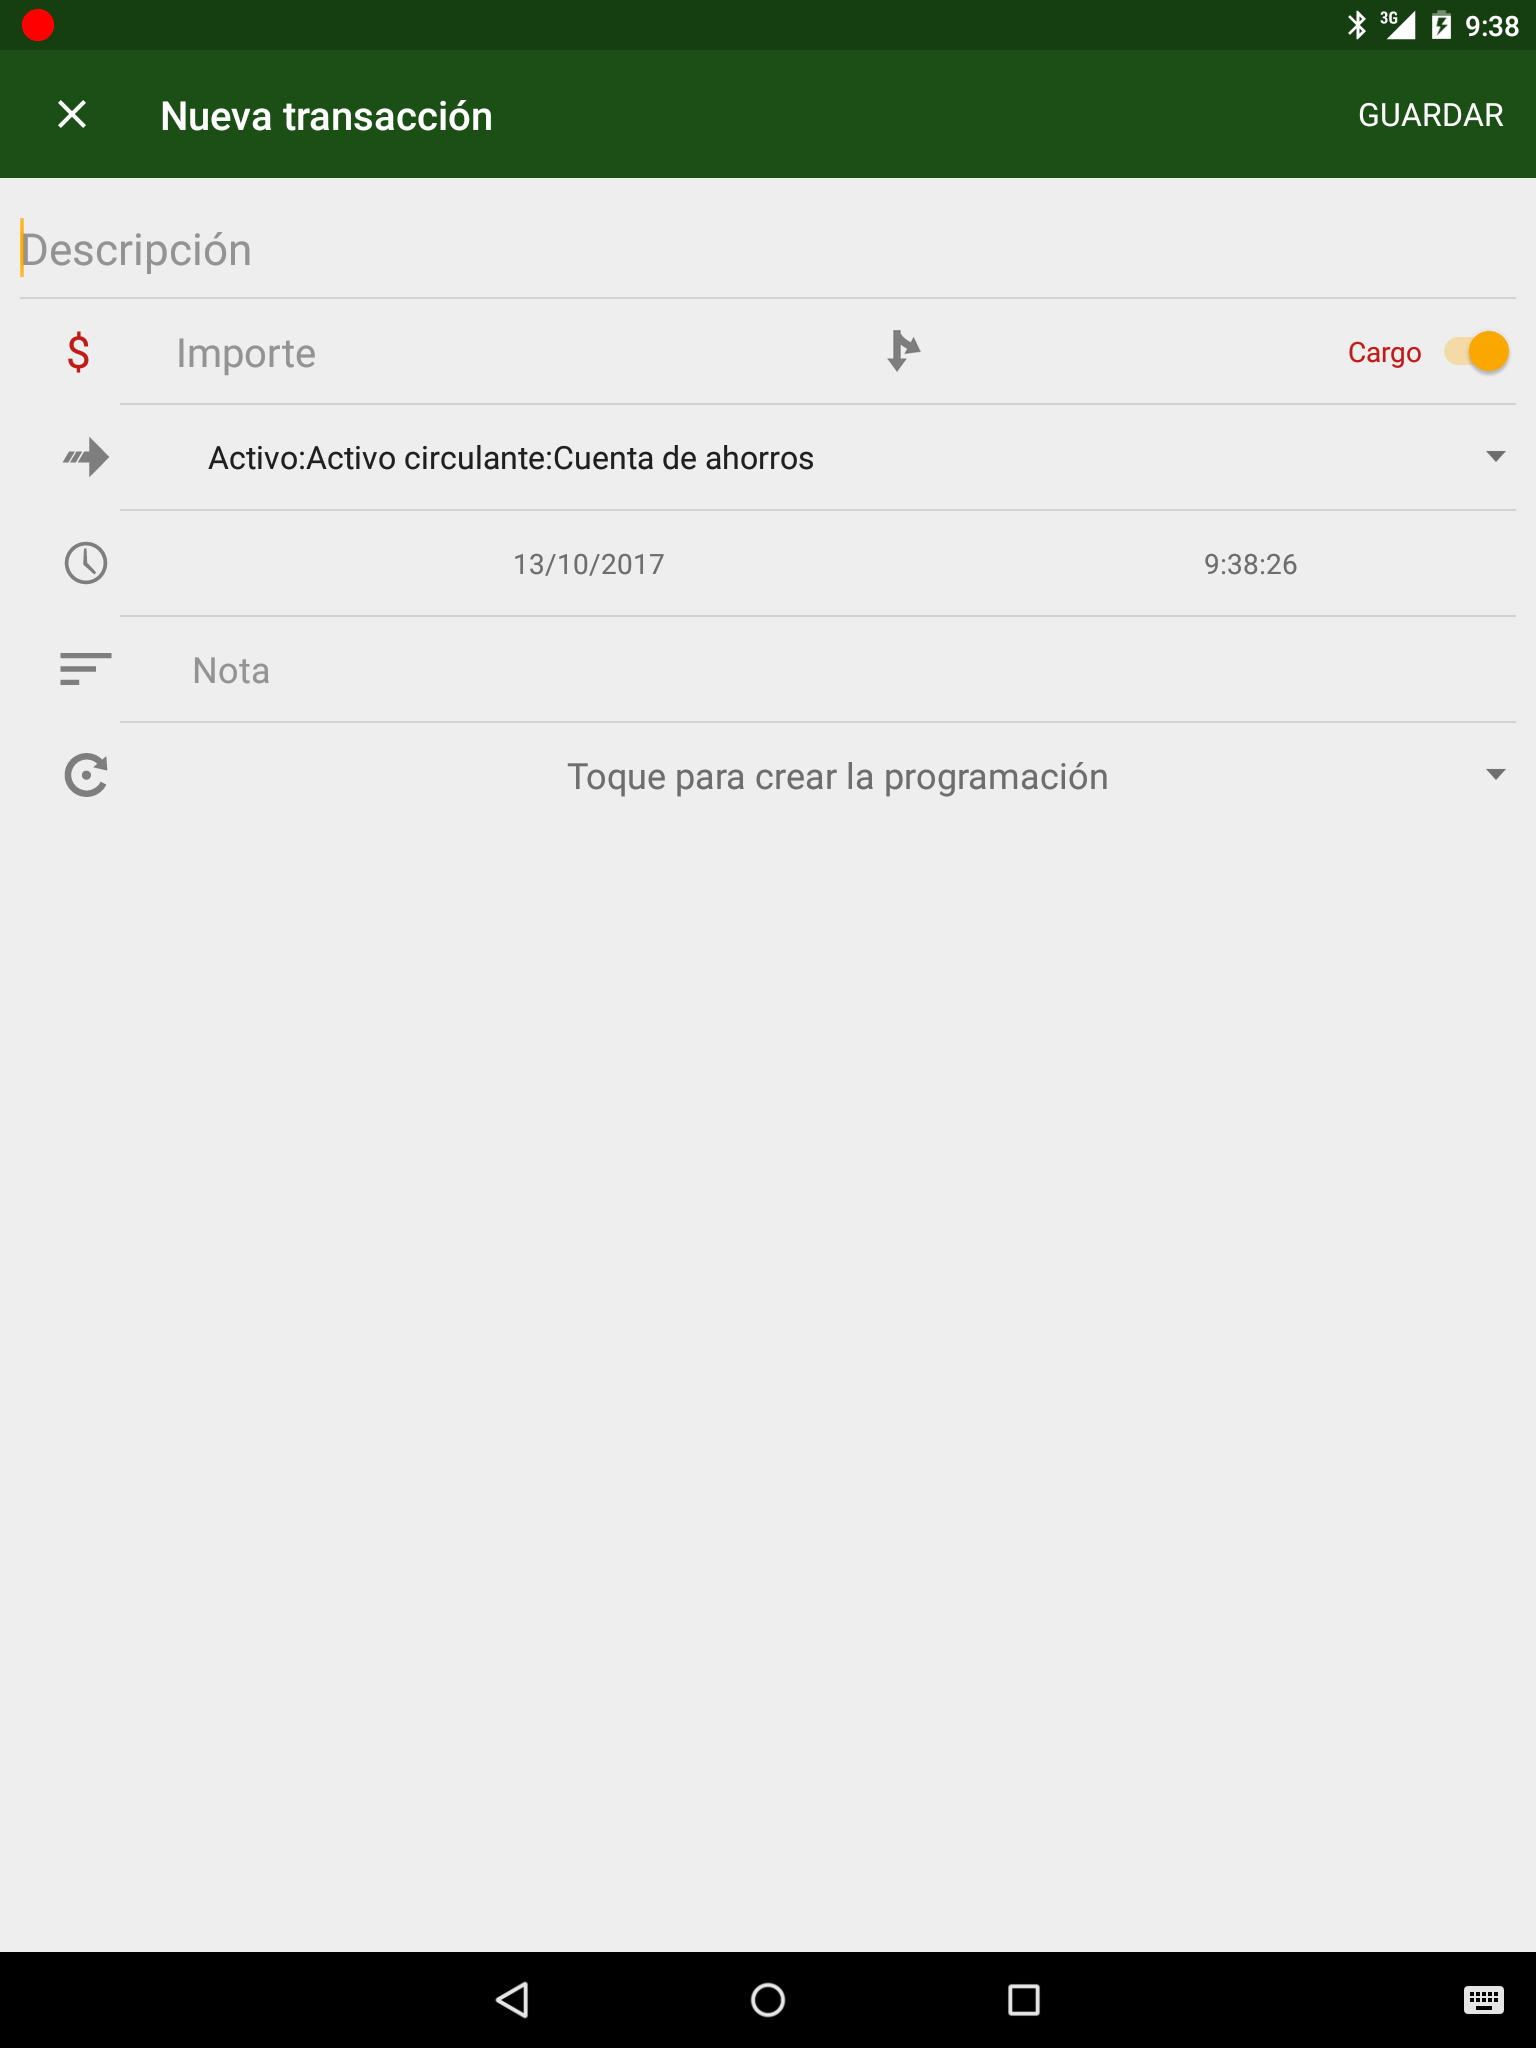 3G 9:38
Nueva transacción GUARDAR
Descripción
$ Importe Cargo
Activo:Activo circulante:Cuenta de ahorros
13/10/2017 9:38:26
Nota
Toque para crear la programación